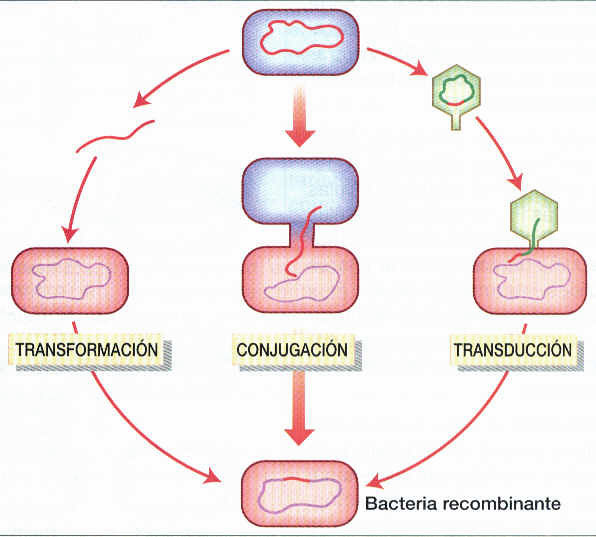 TRANSFORMACIÓN
CONJUGACIÓN
TRANSDUCCIÓN
Bacteria recombinante